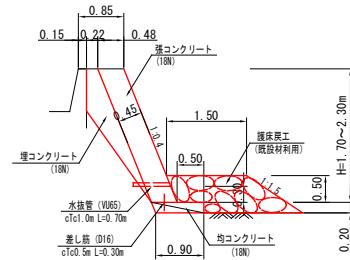 0.85
0.15
0.22
0.48
張コンクリート
(18N)
0.45
1:0.4
1.50
護床戻工
(既設材利用)
0.50
1:1.5
0.50
0.30
H=1.70~2.30m
0.20
埋コンクリート
(18N)
水抜管 (VU65)
cTc1.0m L=0.70m
差し筋 (D16)
cTc0.5m L=0.30m
均コンクリート
(18N)
0.90